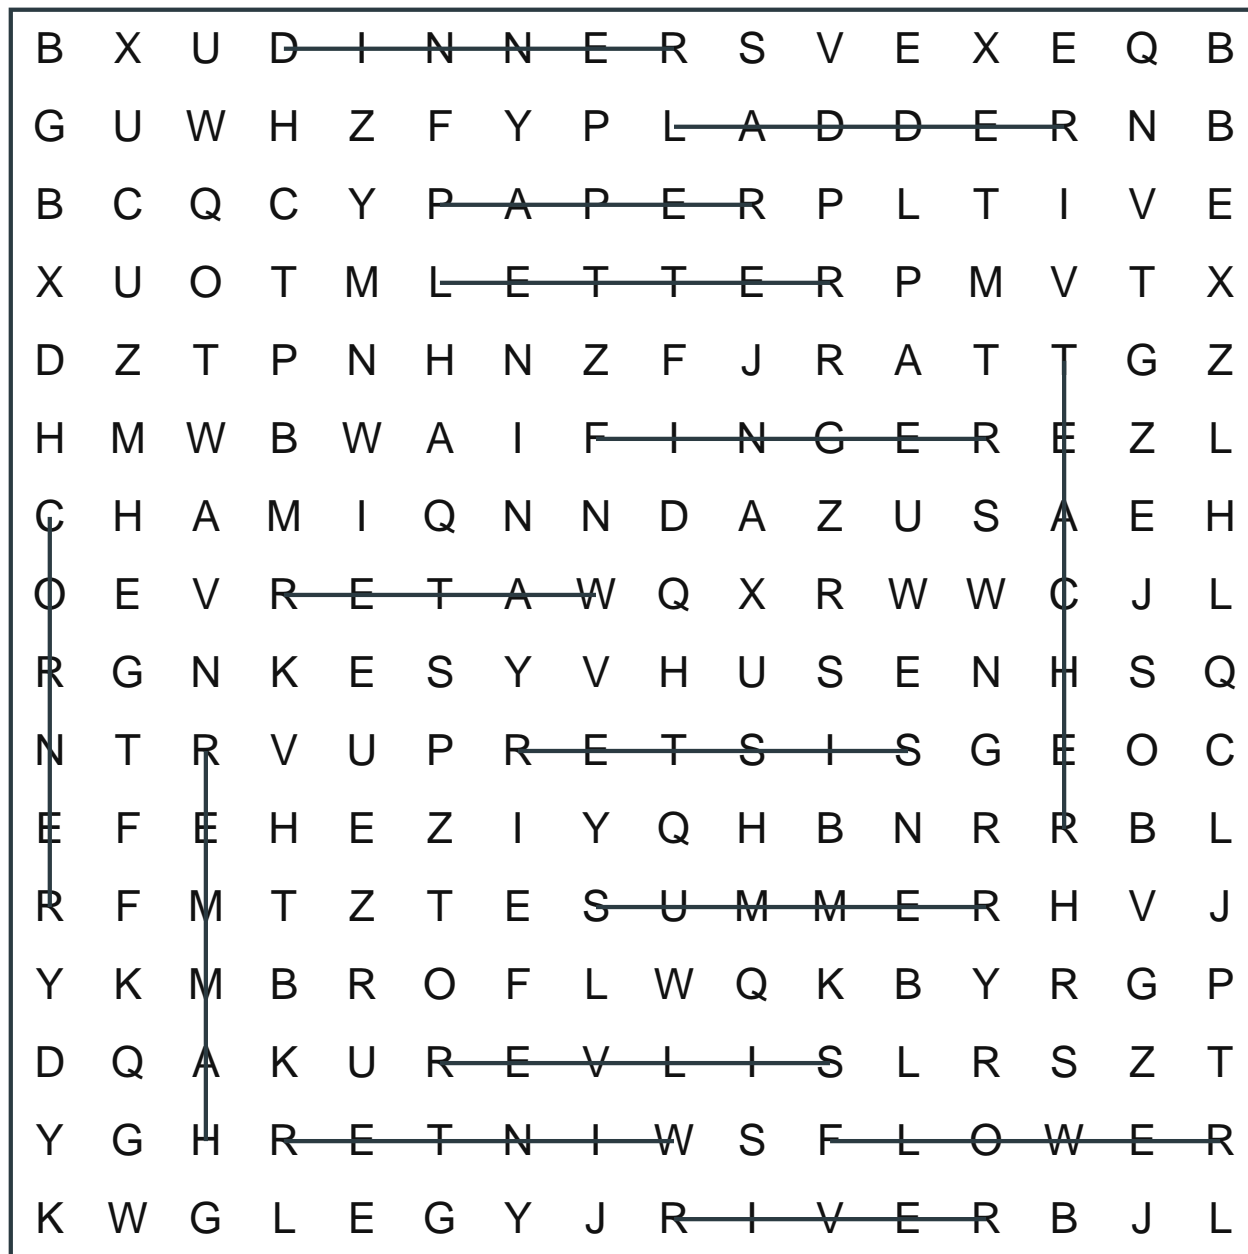 B X U D I N N E R S V E X E Q B
G U W H Z F Y P L A D D E R N B
B C Q C Y P A P E R P L T I V E
X U O T M L E T T E R P M V T X
D Z T P N H N Z F J R A T T G Z
H M W B W A I F I N G E R E Z L
C H A M I Q N N D A Z U S A E H
O E V R E T A W Q X R W W C J L
R G N K E S Y V H U S E N H S Q
N T R V U P R E T S I S G E O C
E F E H E Z I Y Q H B N R R B L
R F M T Z T E S U M M E R H V J
Y K M B R O F L W Q K B Y R G P
D Q A K U R E V L I S L R S Z T
Y G H R E T N I W S F L O W E R
K W G L E G Y J R I V E R B J L